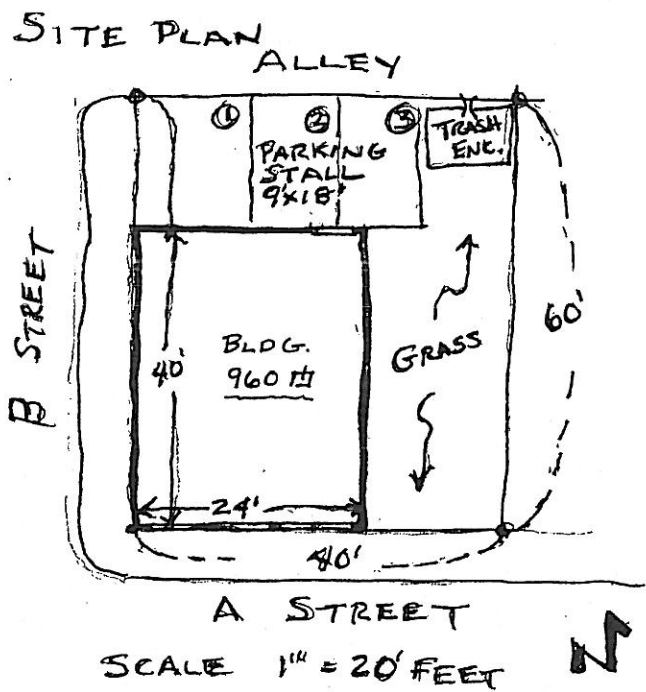 SITE PLAN
ALLEY
① ② ③
TRASH
ENC.
PARKING
STALL
9'X18'
B STREET
BLDG.
960
40'
GRASS
60'
24'
40'
A STREET
SCALE 1" = 20' FEET
N